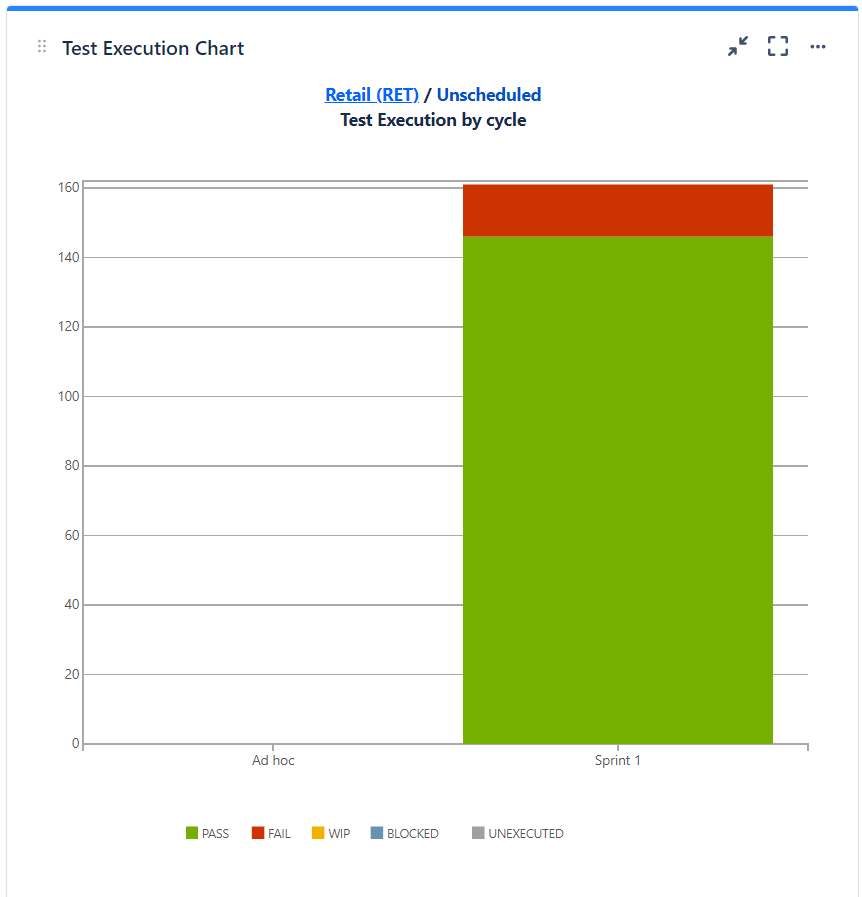 Test Execution Chart
Retail (RET) / Unscheduled
Test Execution by cycle
160
140
120
100
80
60
40
20
0
Ad hoc Sprint 1
PASS FAIL WIP BLOCKED UNEXECUTED